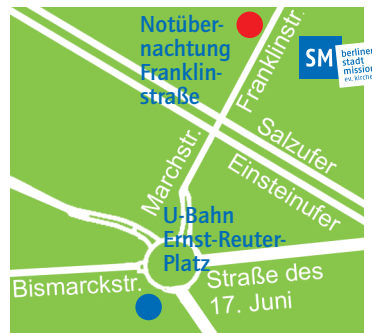 Notüber-
nachtung
Franklin-
straße
Franklinstr.
SM
berliner
stadt
mission
ev. kirche
Salzufer
Einsteinufer
Marchstr.
U-Bahn
Ernst-Reuter-
Platz
Bismarckstr.
Straße des
17. Juni